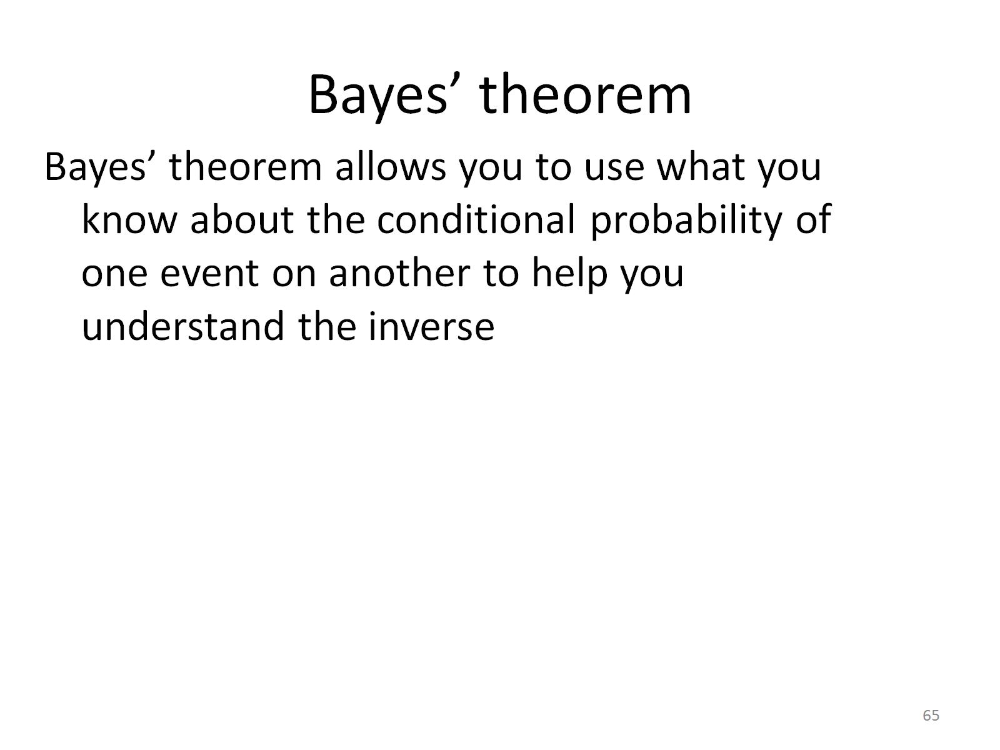 Bayes’ theorem
Bayes’ theorem allows you to use what you
know about the conditional probability of
one event on another to help you
understand the inverse
65